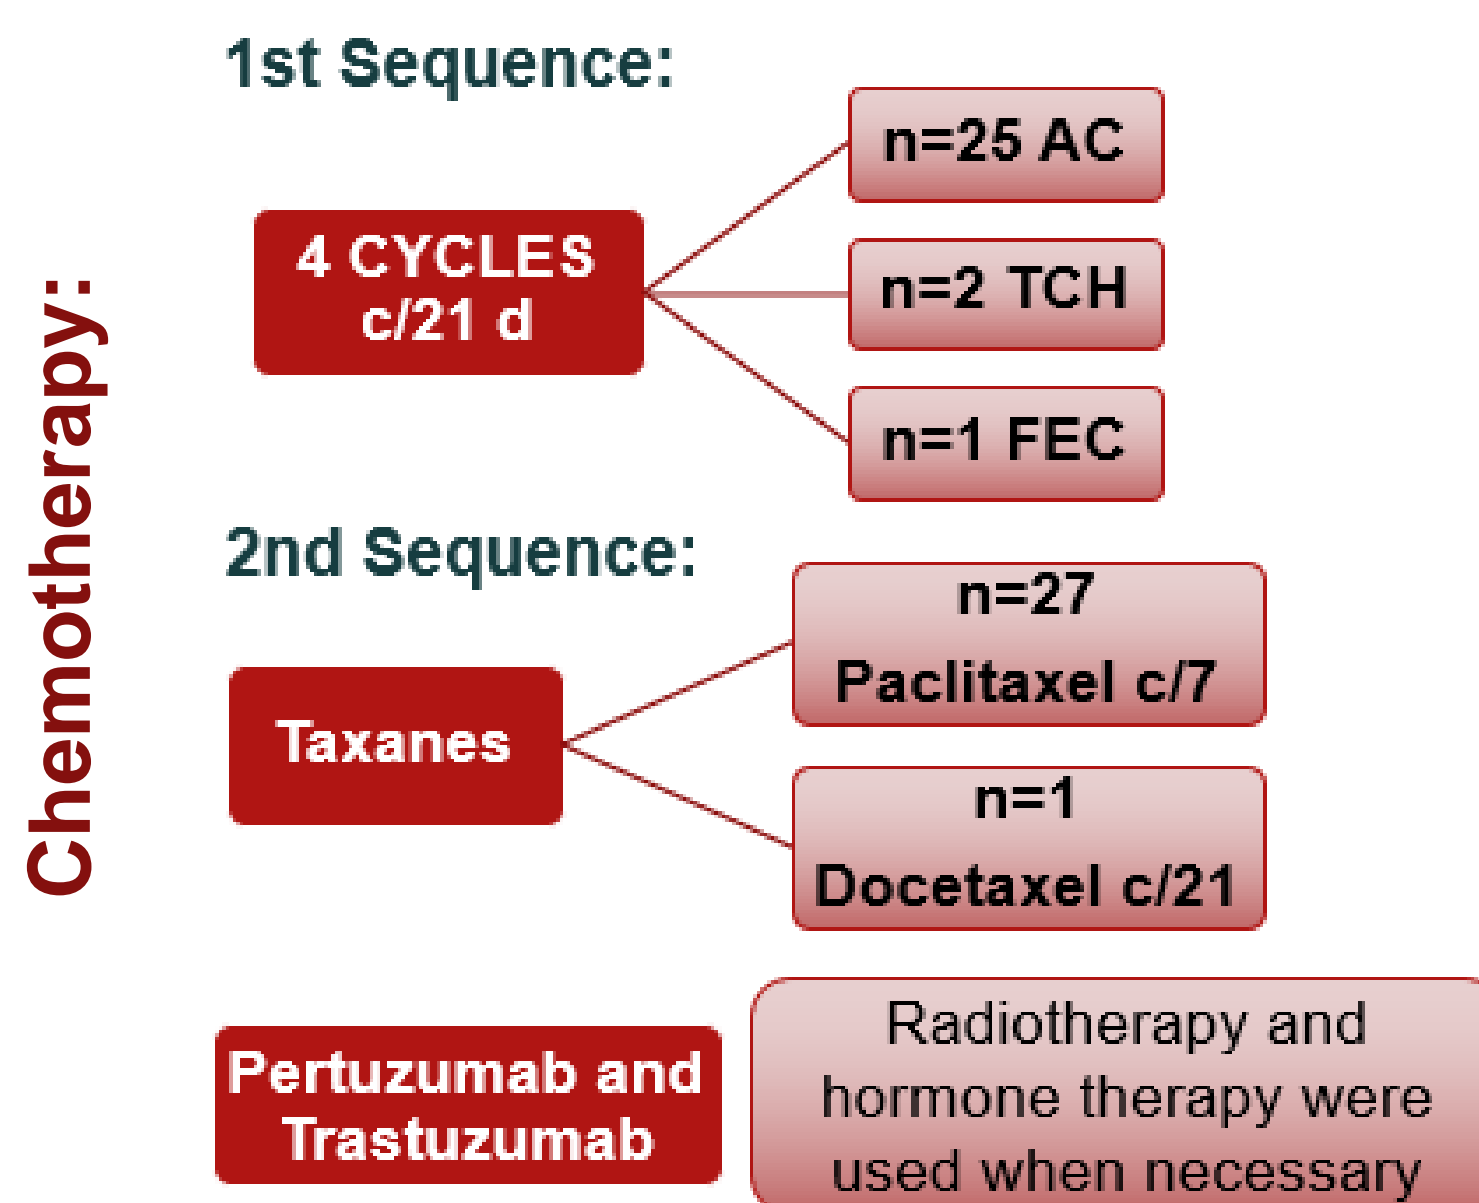 Chemotherapy:
1st Sequence:
4 CYCLES
c/21 d
n=25 AC
n=2 TCH
n=1 FEC
2nd Sequence:
Taxanes
n=27
Paclitaxel c/7
n=1
Docetaxel c/21
Pertuzumab and
Trastuzumab
Radiotherapy and
hormone therapy were
used when necessary